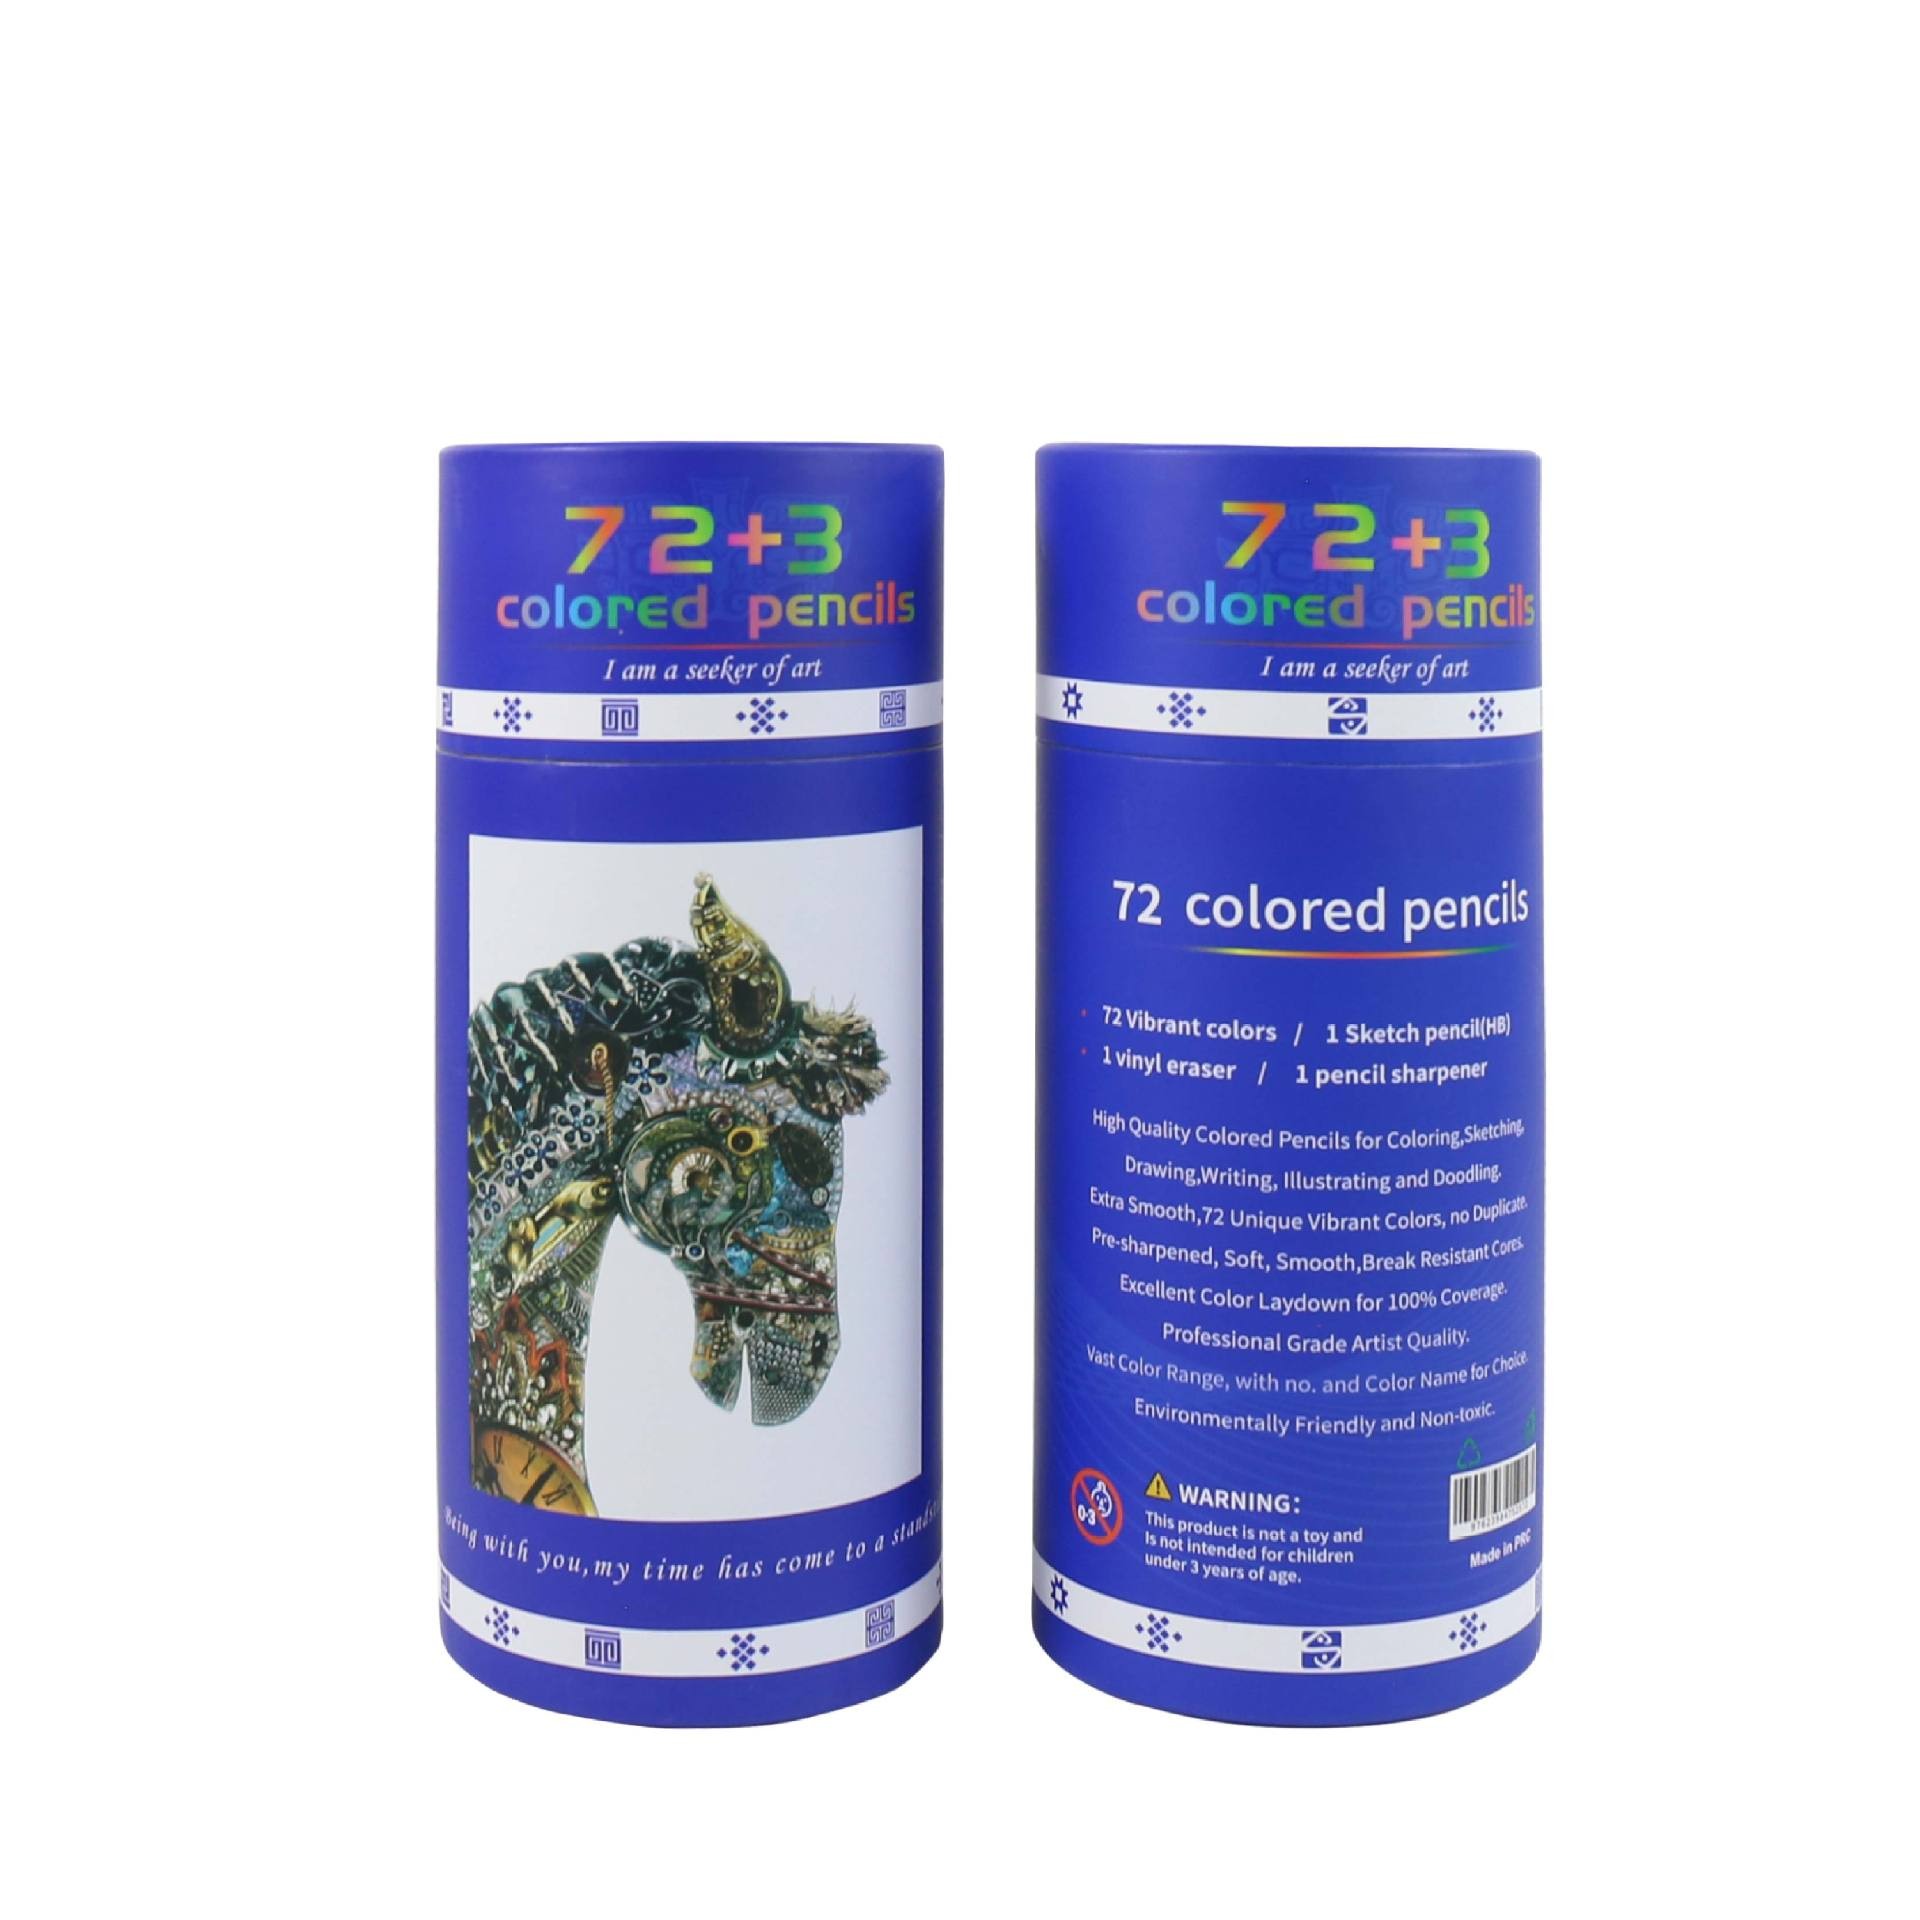 72+3
colored pencils
I am a seeker of art
Being with you,my time has come to a
72+3
colored pencils
I am a seeker of art
72 colored pencils
72 Vibrant colors / 1 Sketch pencil(HB)
1 vinyl eraser / 1 pencil sharpener
High Quality Colored Pencils for Coloring,Sketching,
Drawing,Writing, Illustrating and Doodling.
Extra Smooth,72 Unique Vibrant Colors, no Duplicate.
Pre-sharpened, Soft, Smooth,Break Resistant Cores.
Excellent Color Laydown for 100% Coverage.
Professional Grade Artist Quality.
Vast Color Range, with no. and Color Name for Choice.
Environmentally Friendly and Non-toxic.
0-3
WARNING:
This product is not a toy and
Is not intended for children
under 3 years of age.
Made in PRC